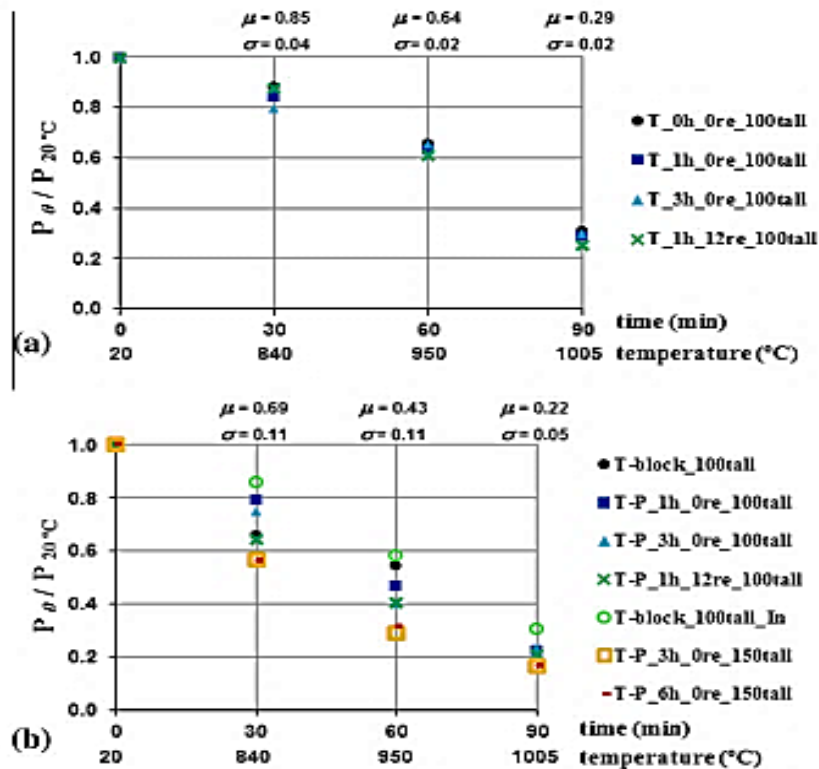 μ = 0.85 μ = 0.64 μ = 0.29
σ = 0.04 σ = 0.02 σ = 0.02
1.0
0.8
0.6
0.4
0.2
0.0
P θ / P 20 °C
T_0h_0re_100tall
T_1h_0re_100tall
T_3h_0re_100tall
T_1h_12re_100tall
0 30 60 90 time (min)
20 840 950 1005 temperature (°C)
(a)
μ = 0.69 μ = 0.43 μ = 0.22
σ = 0.11 σ = 0.11 σ = 0.05
1.0
0.8
0.6
0.4
0.2
0.0
P θ / P 20 °C
T-block_100tall
T-P_1h_0re_100tall
T-P_3h_0re_100tall
T-P_1h_12re_100tall
T-block_100tall_In
T-P_3h_0re_150tall
T-P_6h_0re_150tall
0 30 60 90 time (min)
20 840 950 1005 temperature (°C)
(b)